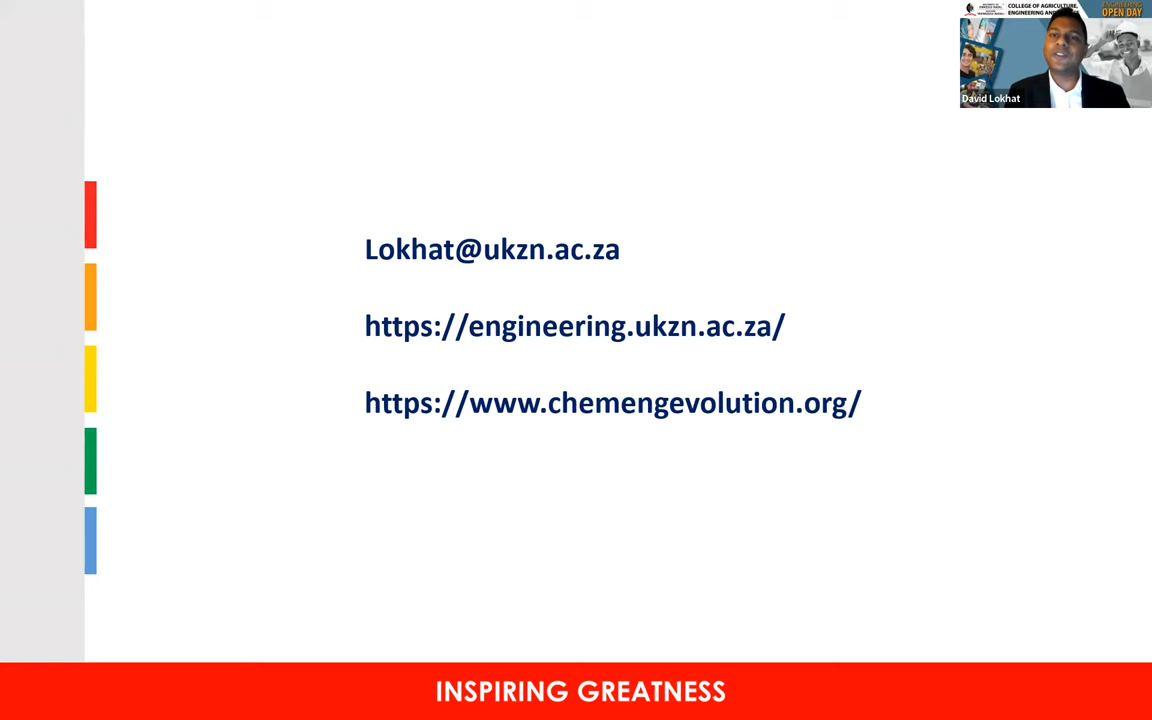 COLLEGE OF AGRICULTURE,
ENGINEERING AND
ENGINEERING
OPEN DAY
David Lokhat
Lokhat@ukzn.ac.za
https://engineering.ukzn.ac.za/
https://www.chemengevolution.org/
INSPIRING GREATNESS